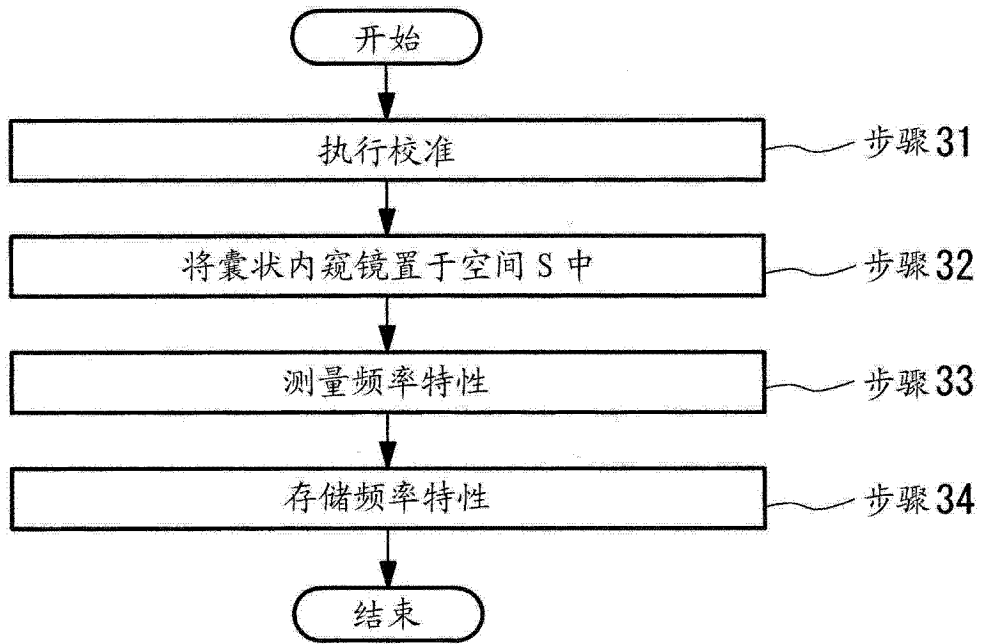 开始
执行校准
步骤31
将囊状内窥镜置于空间 S 中
步骤32
测量频率特性
步骤33
存储频率特性
步骤34
结束